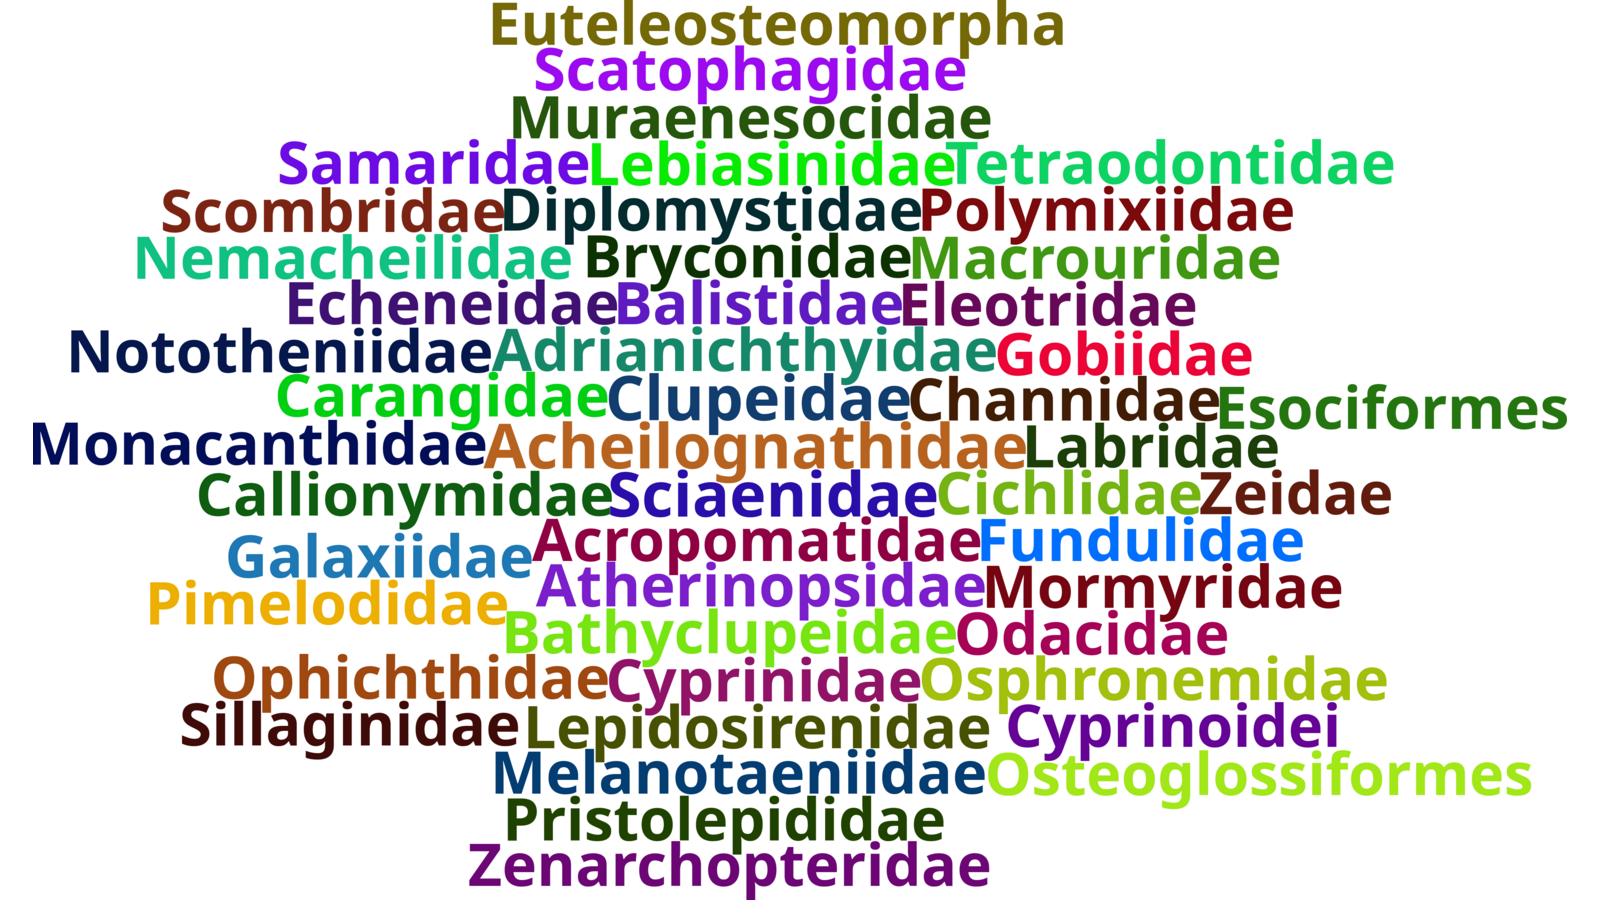 Euteleosteomorpha
Scatophagidae
Muraenesocidae
Samaridae Lebiasinidae Tetraodontidae
Scombridae Diplomystidae Polymixiidae
Nemacheilidae Bryconidae Macrouridae
Echeneidae Balistidae Eleotridae
Nototheniidae Adrianichthyidae Gobiidae
Carangidae Clupeidae Channidae Esociformes
Monacanthidae Acheilognathidae Labridae
Callionymidae Sciaenidae Cichlidae Zeidae
Galaxiidae Acropomatidae Fundulidae
Pimelodidae Atherinopsidae Mormyridae
Bathyclupeidae Odacidae
Ophichthidae Cyprinidae Osphronemidae
Sillaginidae Lepidosirenidae Cyprinoidei
Melanotaeniidae Osteoglossiformes
Pristolepididae
Zenarchopteridae